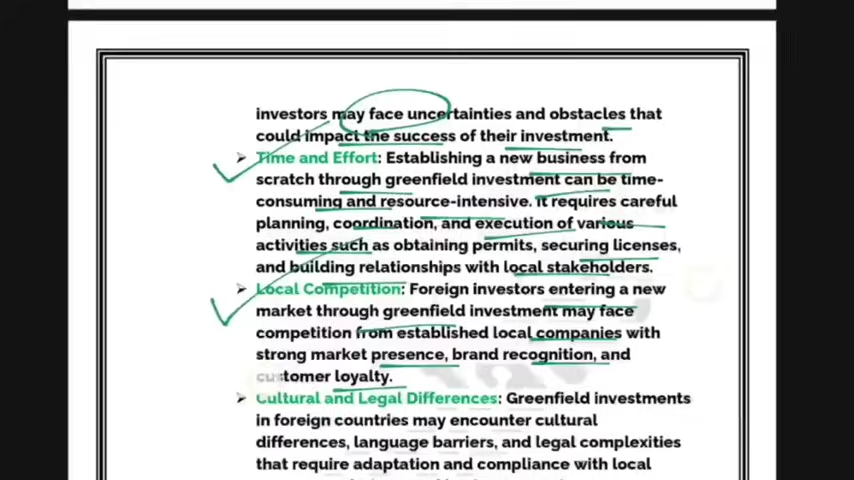 investors may face uncertainties and obstacles that
could impact the success of their investment.
➢ Time and Effort: Establishing a new business from
scratch through greenfield investment can be time-
consuming and resource-intensive. It requires careful
planning, coordination, and execution of various
activities such as obtaining permits, securing licenses,
and building relationships with local stakeholders.
➢ Local Competition: Foreign investors entering a new
market through greenfield investment may face
competition from established local companies with
strong market presence, brand recognition, and
customer loyalty.
➢ Cultural and Legal Differences: Greenfield investments
in foreign countries may encounter cultural
differences, language barriers, and legal complexities
that require adaptation and compliance with local